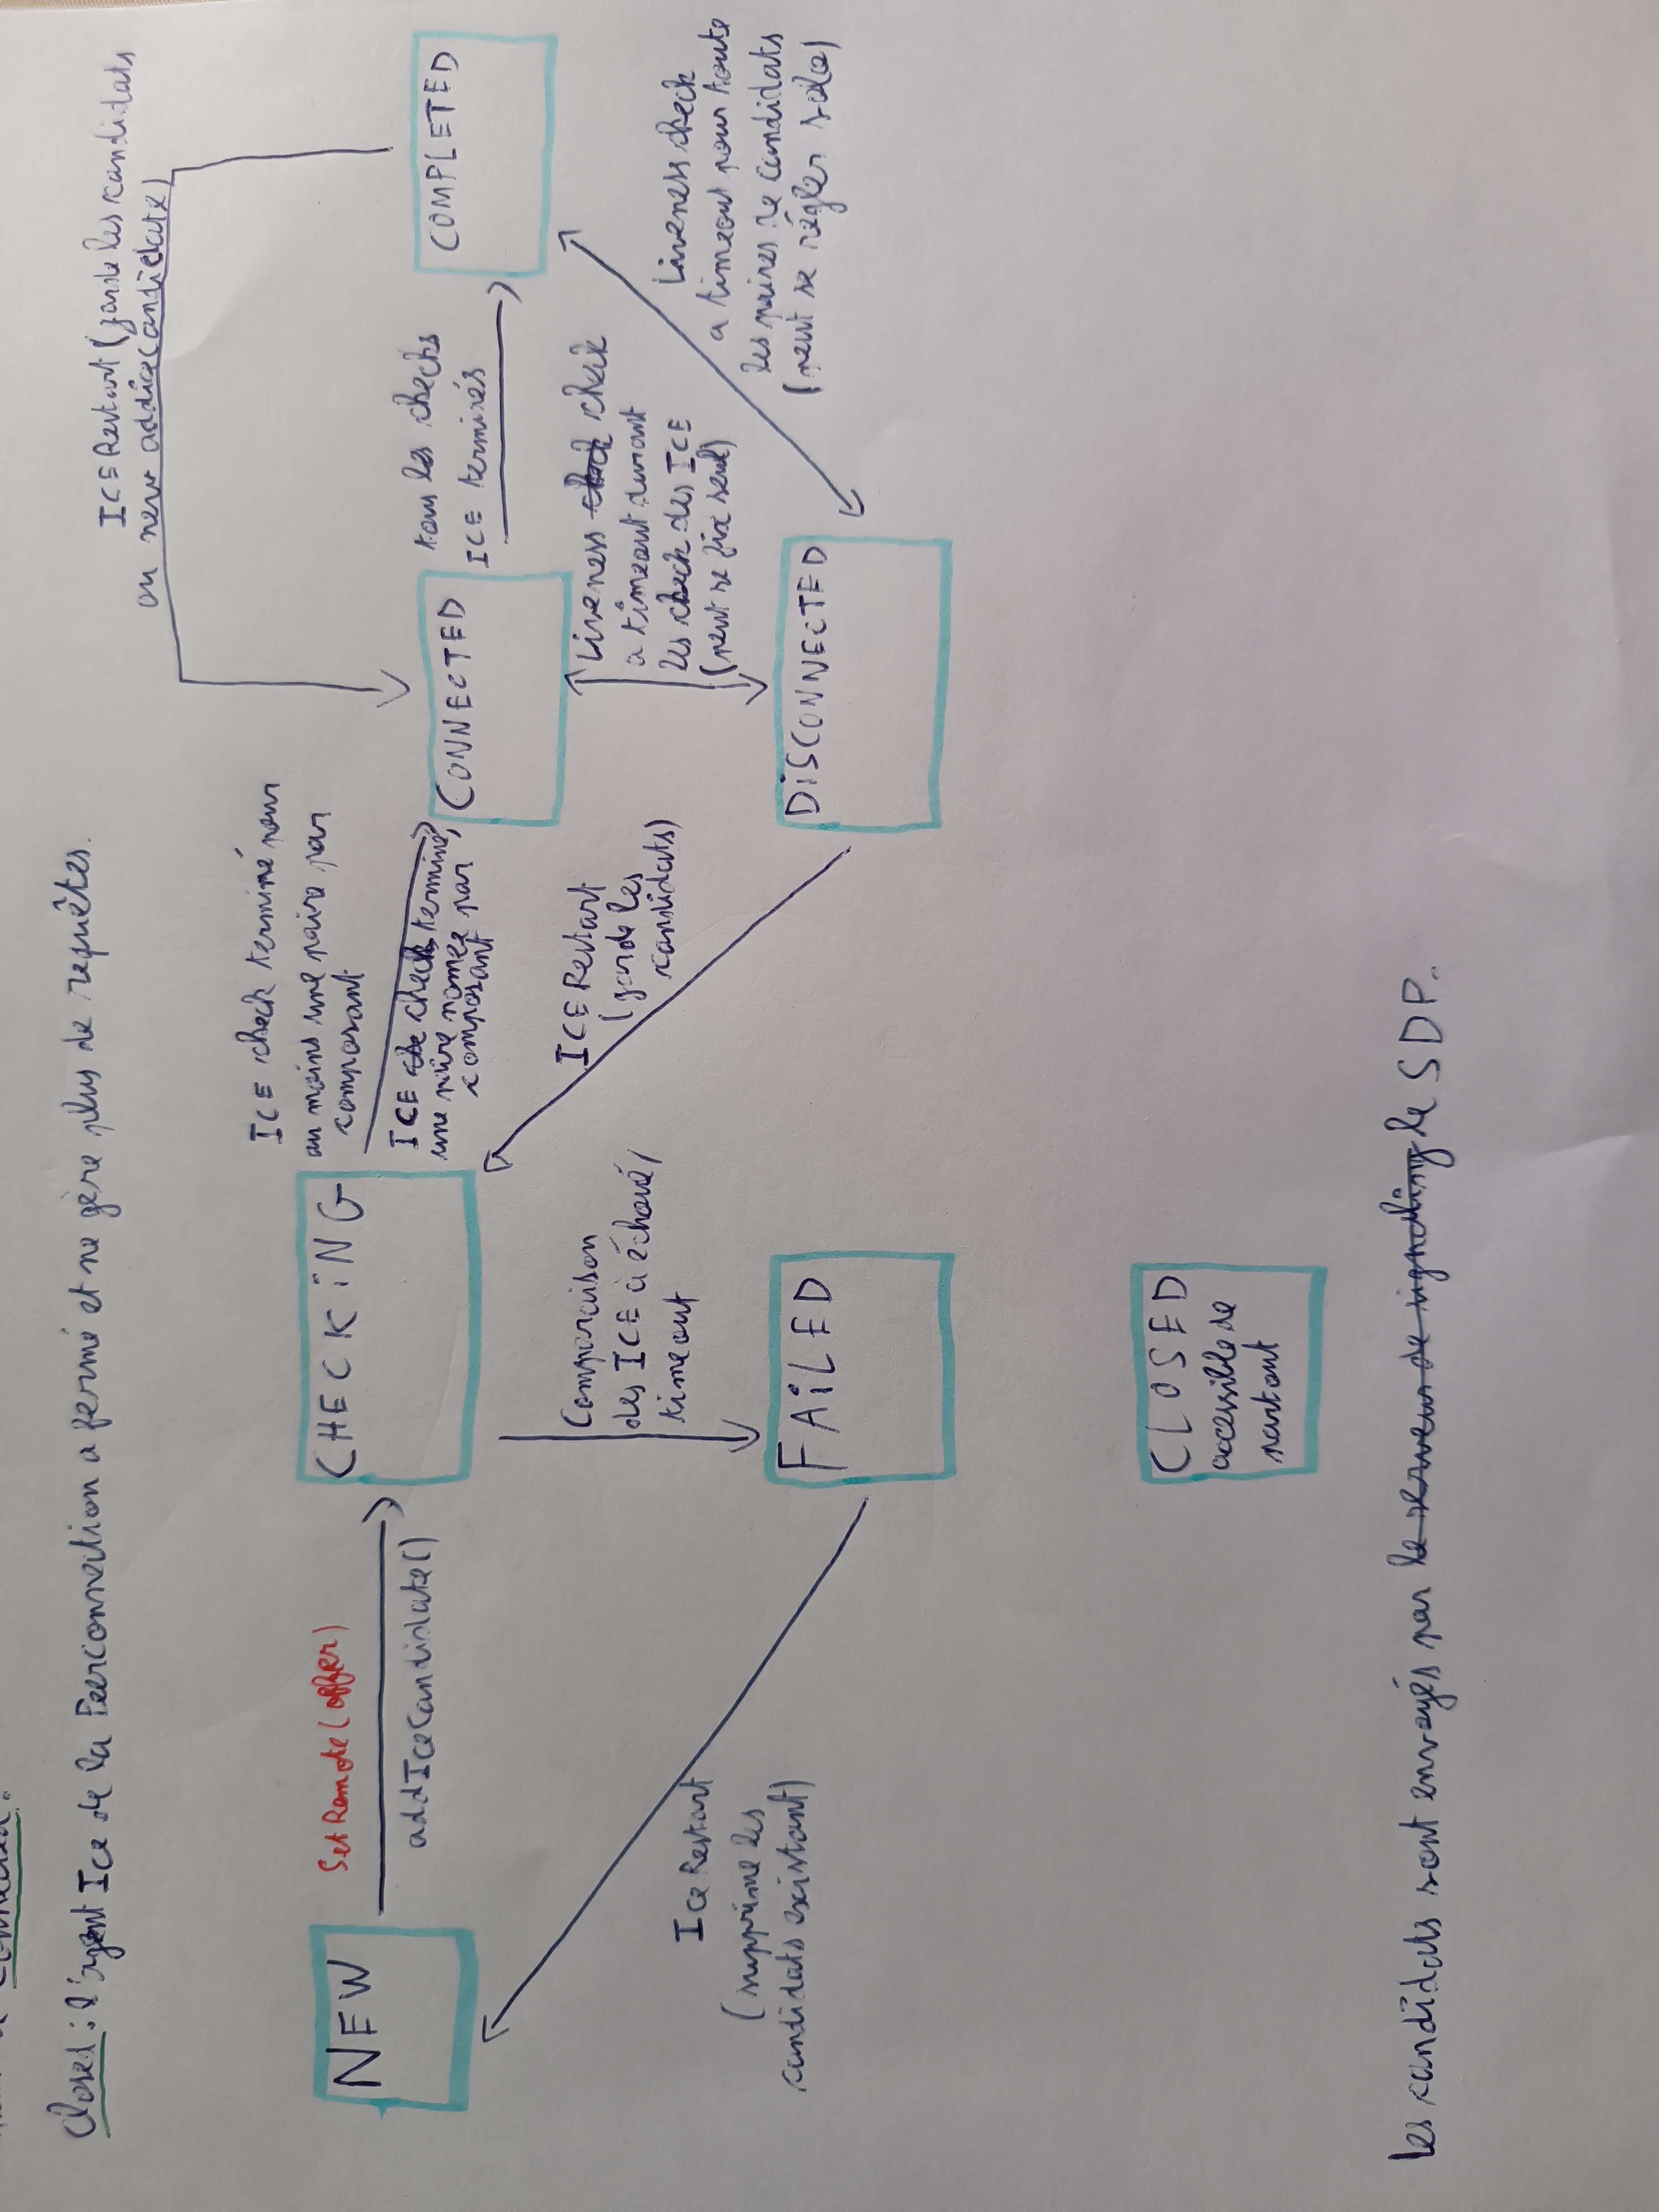 Connected.
Closed : l'agent Ice de la Peerconnection a fermé et ne gère plus de requêtes.
ICE Restart (garde les candidats
ou new addiceCandidate)
ICE check terminé pour
au moins une paire par
composant
NEW
SetRemote(offer)
addIceCandidate()
CHECKiNG
ICE check terminé,
une paire nomée par
composant
CONNECTED
tous les checks
ICE terminés
COMPLETED
Comparaison
des ICE à échoué/
timeout
ICE Restart
(garde les
candidats)
Liveness check
a timeout durant
les check des ICE
(peut se fix seul)
Liveness check
a timeout pour toute
les paires de candidats
(peut se régler solo)
Ice Restart
(supprime les
candidats existant)
FAiLED
DiSCONNECTED
CLOSED
accessible de
partout
les candidats sont envoyés par le serveur de signaling le SDP.